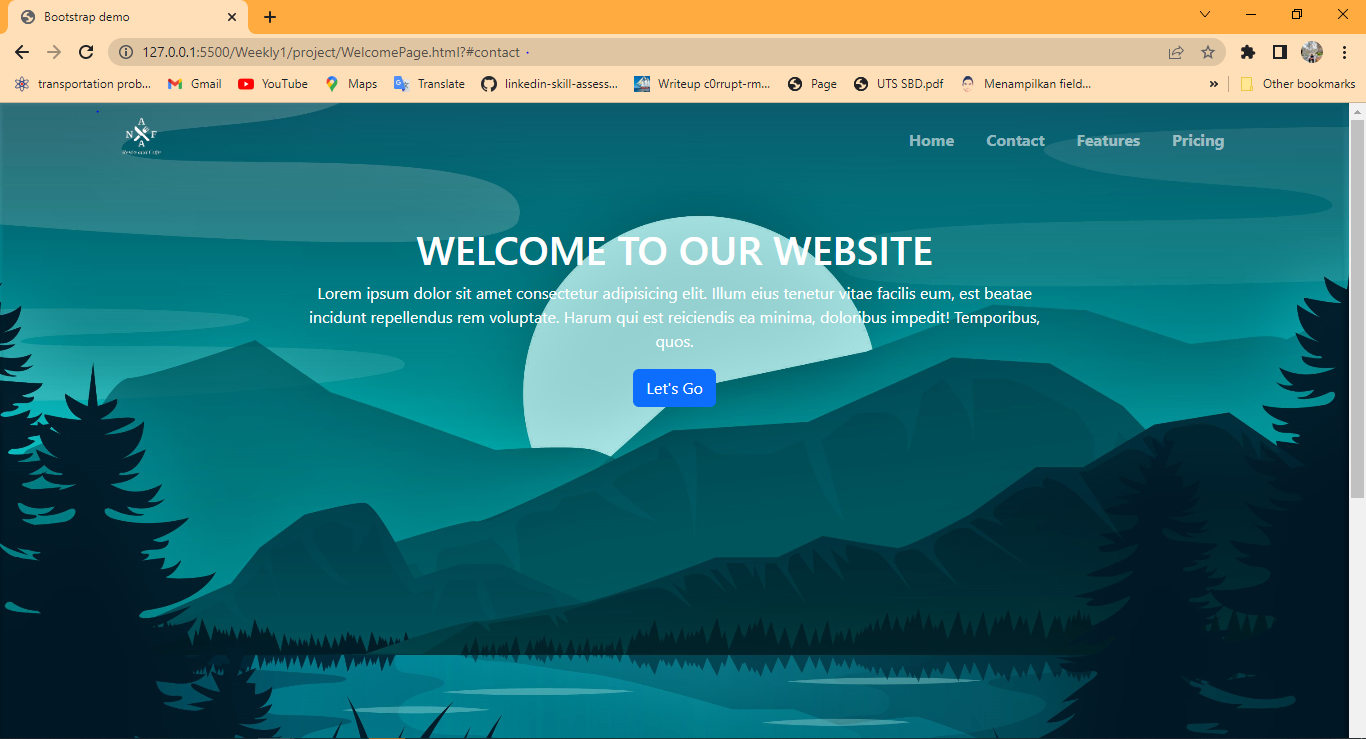 Bootstrap demo
127.0.0.1:5500/Weekly1/project/WelcomePage.html?#contact
transportation prob... Gmail YouTube Maps Translate linkedin-skill-assess... Writeup c0rrupt-rm... Page UTS SBD.pdf Menampilkan field... » Other bookmarks
A
N F
A
Home Contact Features Pricing
WELCOME TO OUR WEBSITE
Lorem ipsum dolor sit amet consectetur adipisicing elit. Illum eius tenetur vitae facilis eum, est beatae
incidunt repellendus rem voluptate. Harum qui est reiciendis ea minima, doloribus impedit! Temporibus,
quos.
Let's Go